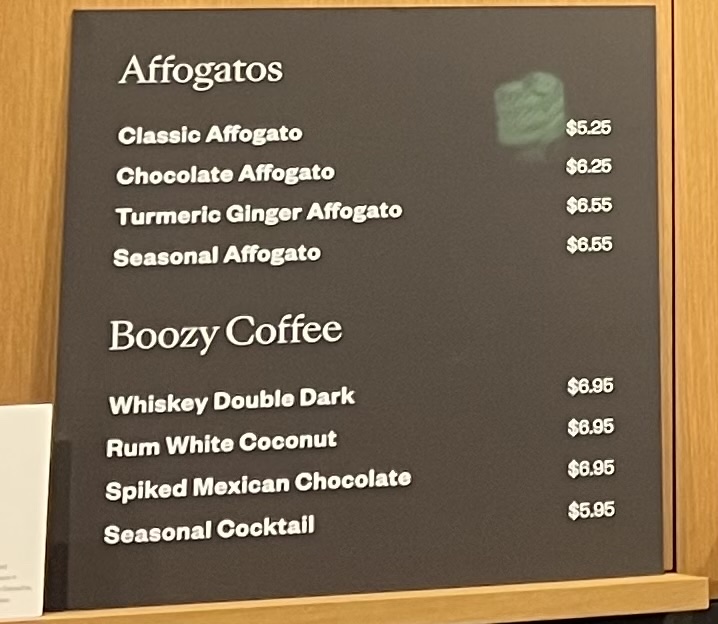 Affogatos
Classic Affogato $5.25
Chocolate Affogato $6.25
Turmeric Ginger Affogato $6.55
Seasonal Affogato $6.55
Boozy Coffee
Whiskey Double Dark $6.95
Rum White Coconut $6.95
Spiked Mexican Chocolate $6.95
Seasonal Cocktail $5.95